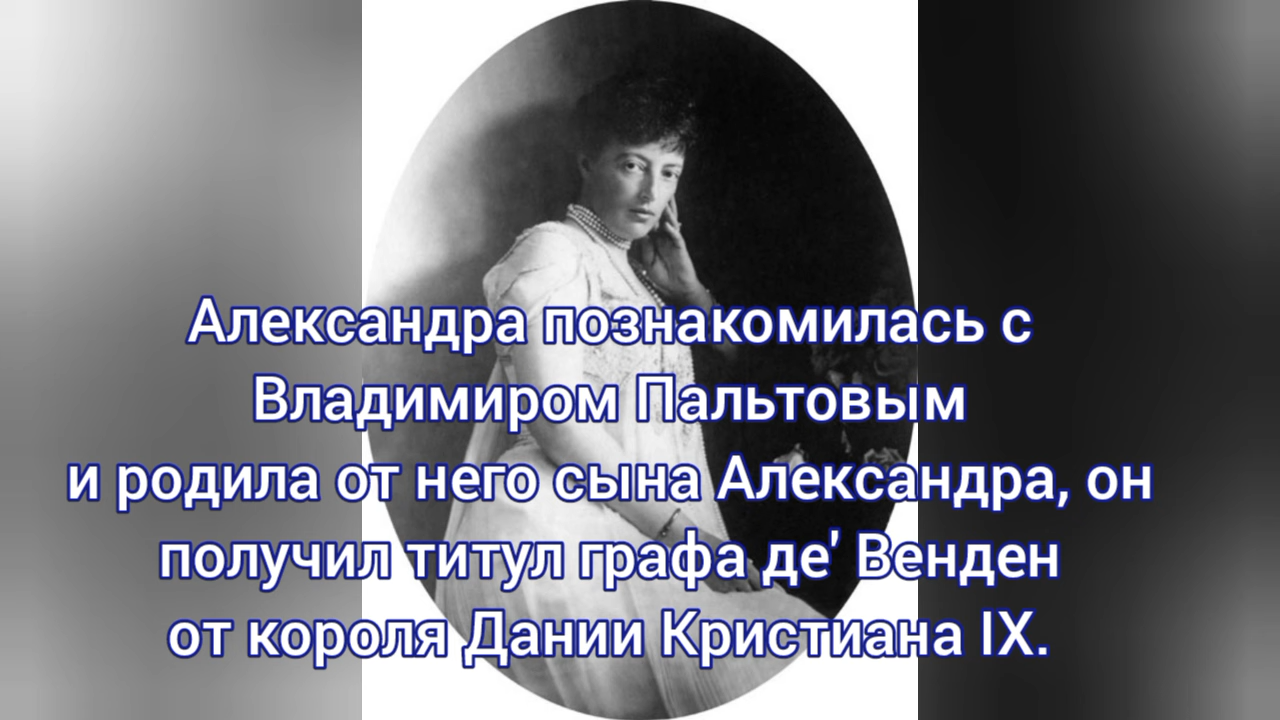 Александра познакомилась с
Владимиром Пальтовым
и родила от него сына Александра, он
получил титул графа де' Венден
от короля Дании Кристиана IX.